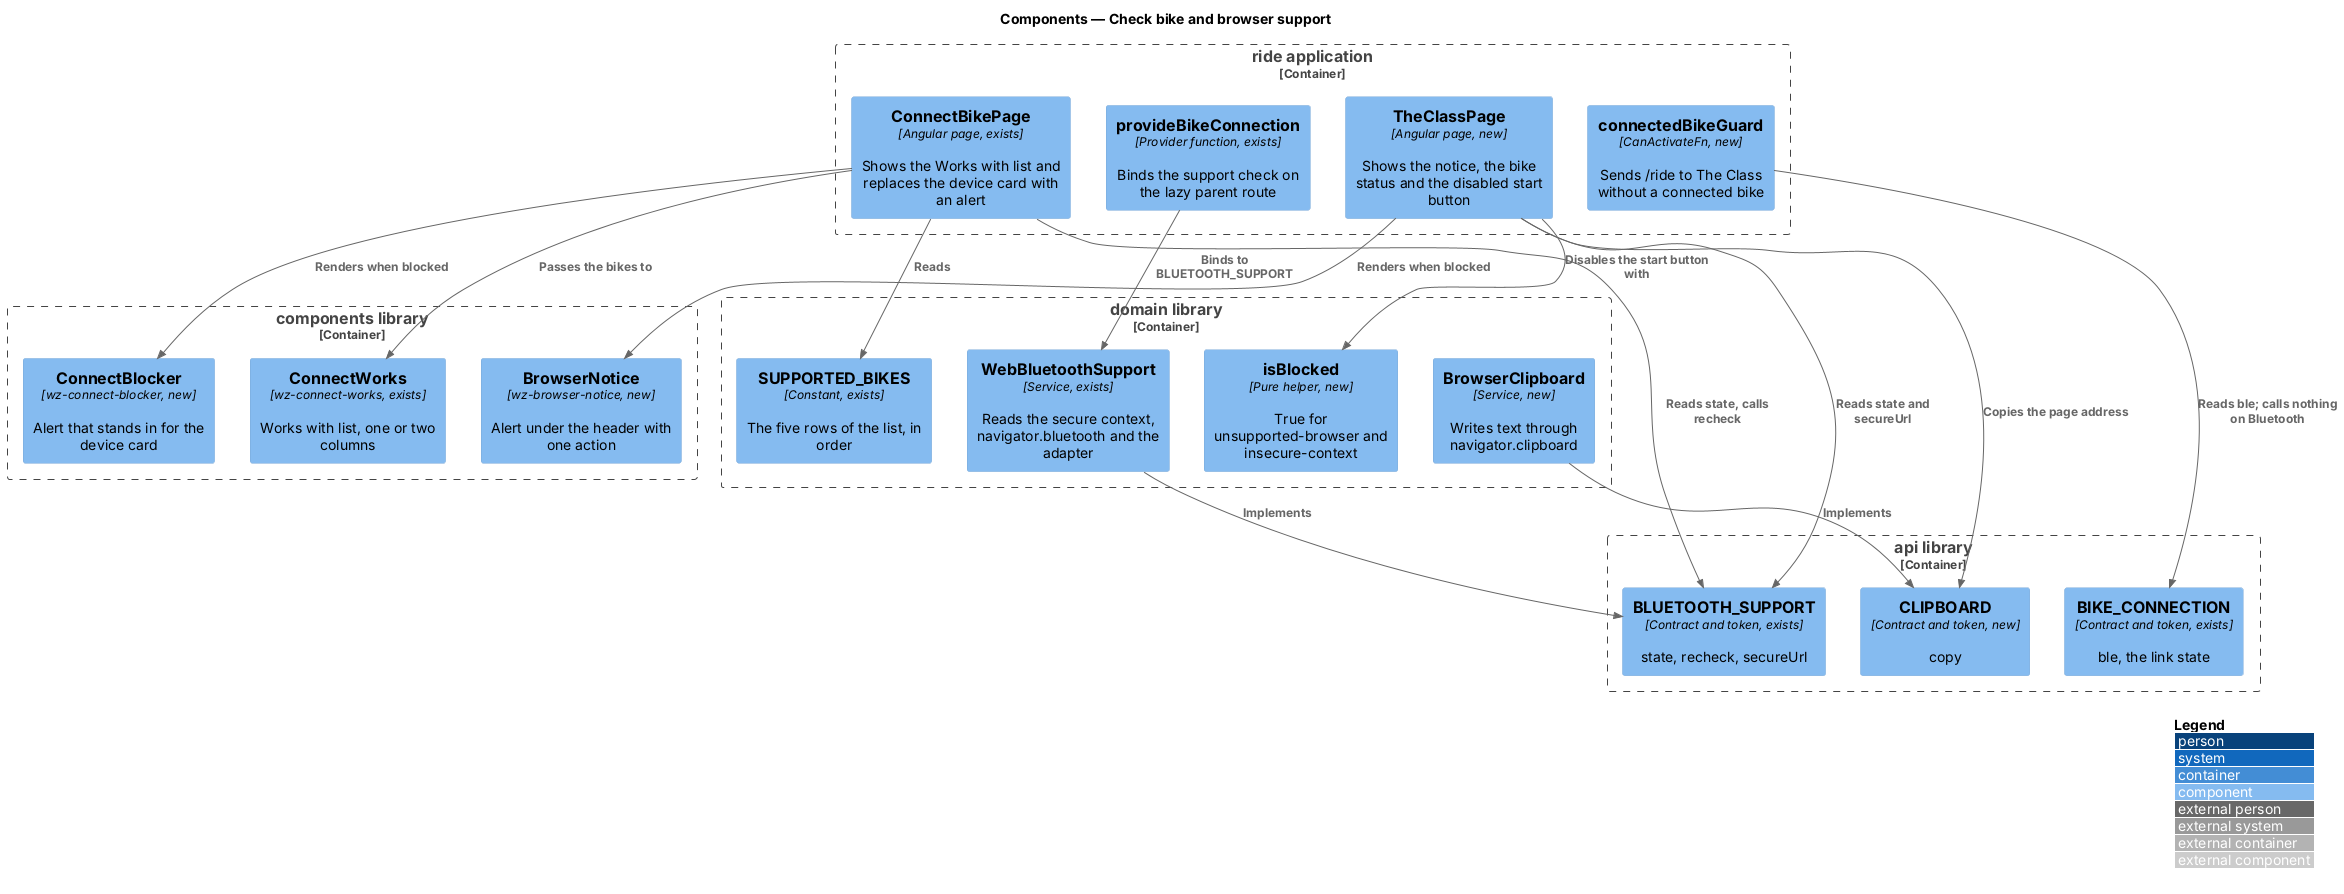 Components — Check bike and browser support
ride application
[Container]
ConnectBikePage
[Angular page, exists]
Shows the Works with list and
replaces the device card with
an alert
provideBikeConnection
[Provider function, exists]
Binds the support check on
the lazy parent route
TheClassPage
[Angular page, new]
Shows the notice, the bike
status and the disabled start
button
connectedBikeGuard
[CanActivateFn, new]
Sends /ride to The Class
without a connected bike
Renders when blocked
Passes the bikes to
Reads
Binds to
BLUETOOTH_SUPPORT
Renders when blocked
Disables the start button
with
components library
[Container]
ConnectBlocker
[wz-connect-blocker, new]
Alert that stands in for the
device card
ConnectWorks
[wz-connect-works, exists]
Works with list, one or two
columns
BrowserNotice
[wz-browser-notice, new]
Alert under the header with
one action
domain library
[Container]
SUPPORTED_BIKES
[Constant, exists]
The five rows of the list, in
order
WebBluetoothSupport
[Service, exists]
Reads the secure context,
navigator.bluetooth and the
adapter
isBlocked
[Pure helper, new]
True for
unsupported-browser and
insecure-context
BrowserClipboard
[Service, new]
Writes text through
navigator.clipboard
Reads state, calls
recheck
Reads state and
secureUrl
Copies the page address
Reads ble; calls nothing
on Bluetooth
Implements
Implements
api library
[Container]
BLUETOOTH_SUPPORT
[Contract and token, exists]
state, recheck, secureUrl
CLIPBOARD
[Contract and token, new]
copy
BIKE_CONNECTION
[Contract and token, exists]
ble, the link state
Legend
person
system
container
component
external person
external system
external container
external component